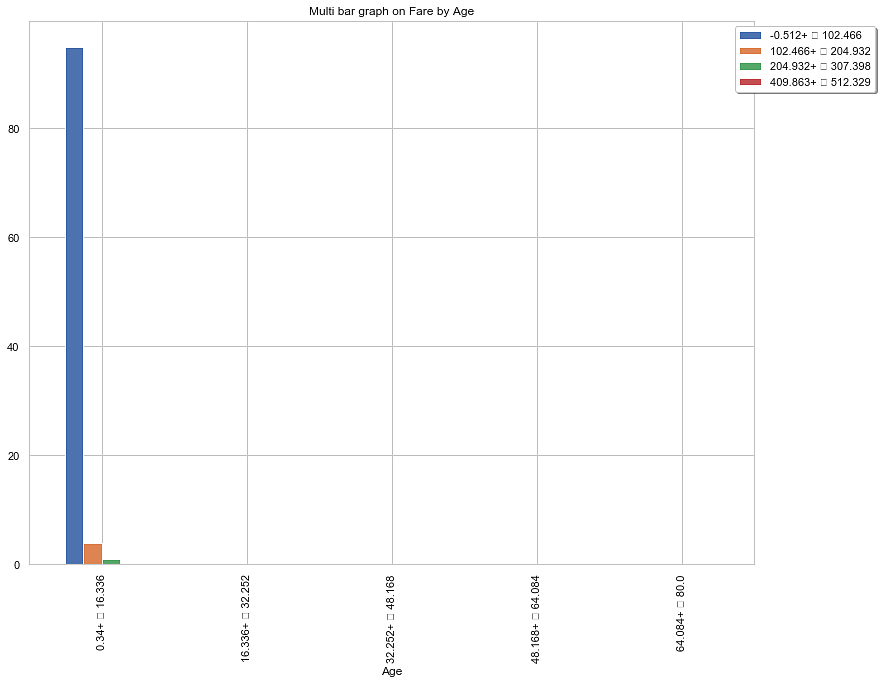 Multi bar graph on Fare by Age
-0.512+ □ 102.466
102.466+ □ 204.932
204.932+ □ 307.398
409.863+ □ 512.329
80
60
40
20
0
0.34+ □ 16.336
16.336+ □ 32.252
32.252+ □ 48.168
48.168+ □ 64.084
64.084+ □ 80.0
Age